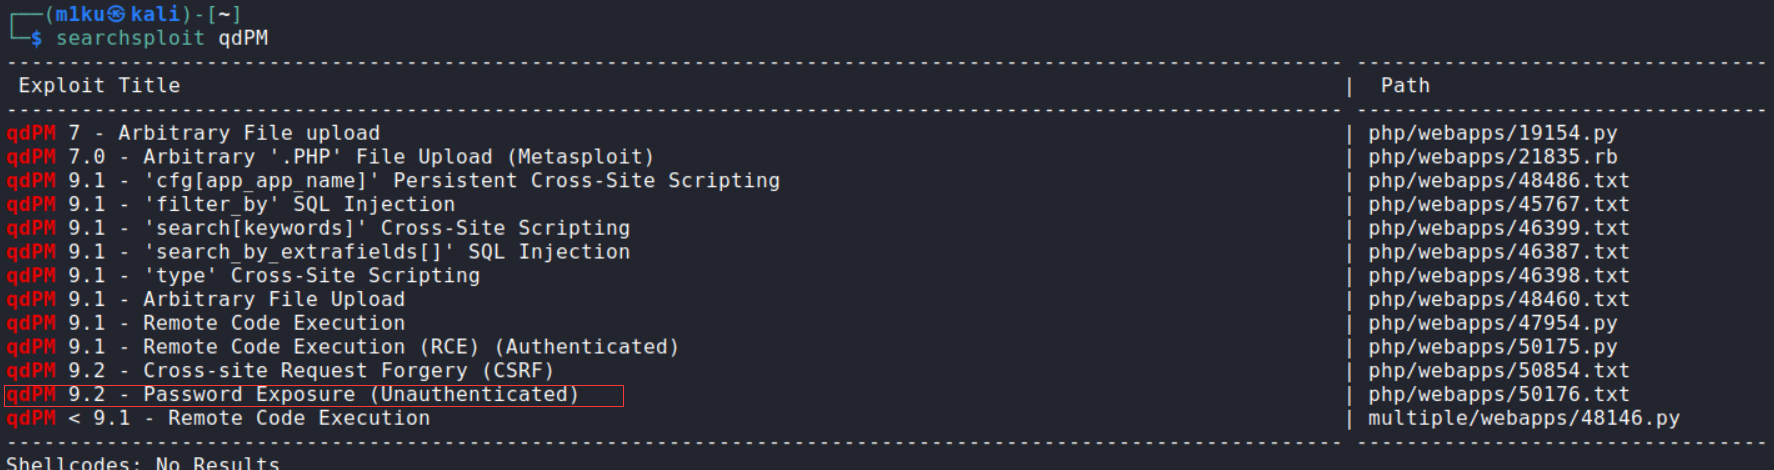 ┌──(m1ku㉿kali)-[~]
└─$ searchsploit qdPM
Exploit Title | Path
qdPM 7 - Arbitrary File upload | php/webapps/19154.py
qdPM 7.0 - Arbitrary '.PHP' File Upload (Metasploit) | php/webapps/21835.rb
qdPM 9.1 - 'cfg[app_app_name]' Persistent Cross-Site Scripting | php/webapps/48486.txt
qdPM 9.1 - 'filter_by' SQL Injection | php/webapps/45767.txt
qdPM 9.1 - 'search[keywords]' Cross-Site Scripting | php/webapps/46399.txt
qdPM 9.1 - 'search_by_extrafields[]' SQL Injection | php/webapps/46387.txt
qdPM 9.1 - 'type' Cross-Site Scripting | php/webapps/46398.txt
qdPM 9.1 - Arbitrary File Upload | php/webapps/48460.txt
qdPM 9.1 - Remote Code Execution | php/webapps/47954.py
qdPM 9.1 - Remote Code Execution (RCE) (Authenticated) | php/webapps/50175.py
qdPM 9.2 - Cross-site Request Forgery (CSRF) | php/webapps/50854.txt
qdPM 9.2 - Password Exposure (Unauthenticated) | php/webapps/50176.txt
qdPM < 9.1 - Remote Code Execution | multiple/webapps/48146.py
Shellcodes: No Results